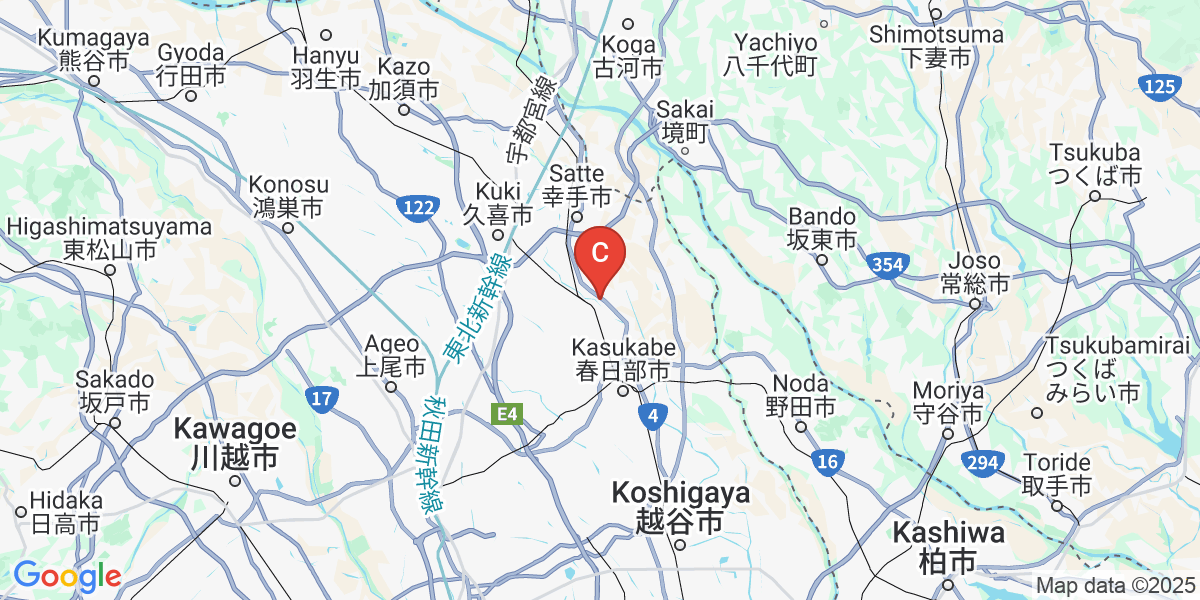 Kumagaya
熊谷市
Gyoda
行田市
Hanyu
羽生市
Kazo
加須市
宇都宮線
Koga
古河市
Yachiyo
八千代町
Shimotsuma
下妻市
125
Sakai
境町
Tsukuba
つくば市
Satte
幸手市
Kuki
久喜市
Konosu
鴻巣市
122
Higashimatsuyama
東松山市
Bando
坂東市
C
354
Joso
常総市
東北新幹線
Ageo
上尾市
Kasukabe
春日部市
Tsukubamirai
つくば
みらい市
Sakado
坂戸市
17
秋田新幹線
E4
4
Noda
野田市
Moriya
守谷市
Kawagoe
川越市
16
294
Toride
取手市
Hidaka
日高市
Koshigaya
越谷市
Kashiwa
柏市
Google
Map data ©2025